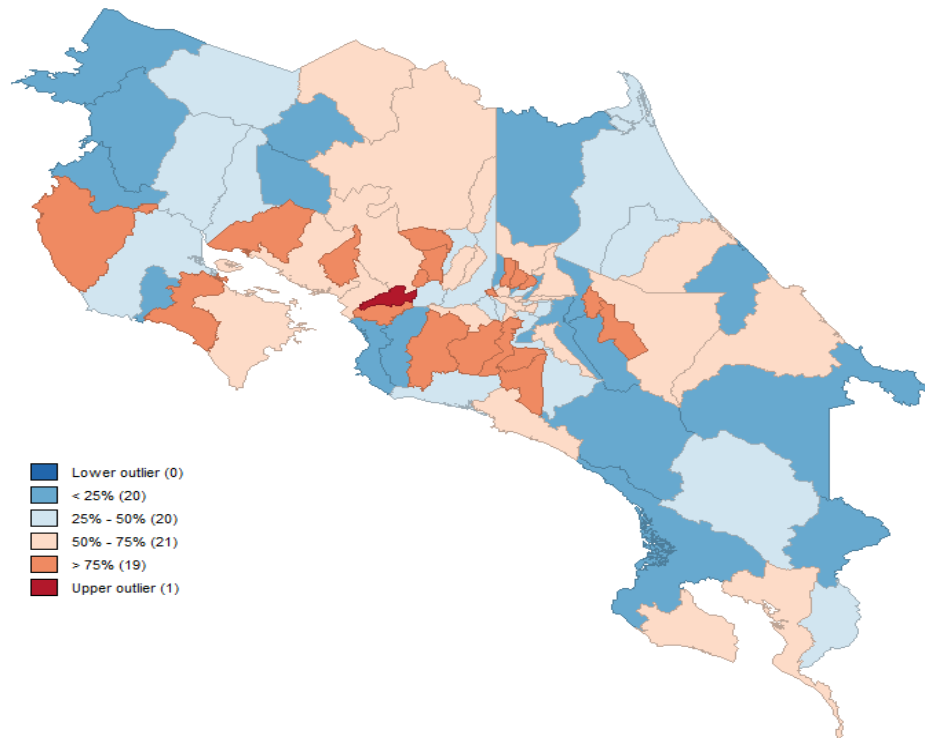 Lower outlier (0)
< 25% (20)
25% - 50% (20)
50% - 75% (21)
> 75% (19)
Upper outlier (1)